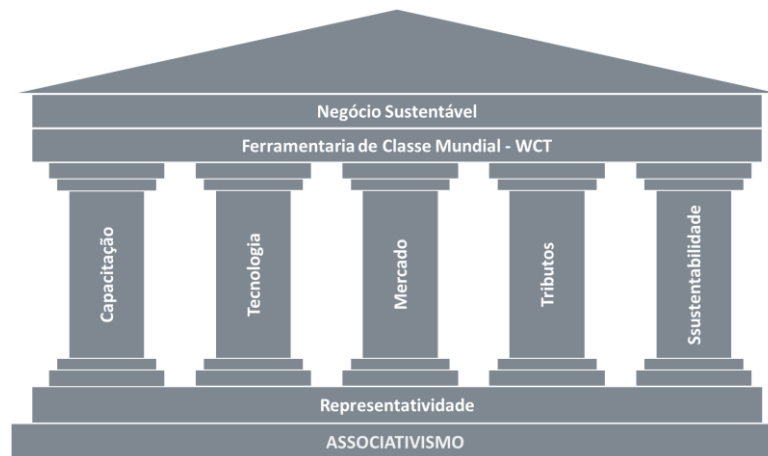 Negócio Sustentável
Ferramentaria de Classe Mundial - WCT
Capacitação
Tecnologia
Mercado
Tributos
Ssustentabilidade
Representatividade
ASSOCIATIVISMO